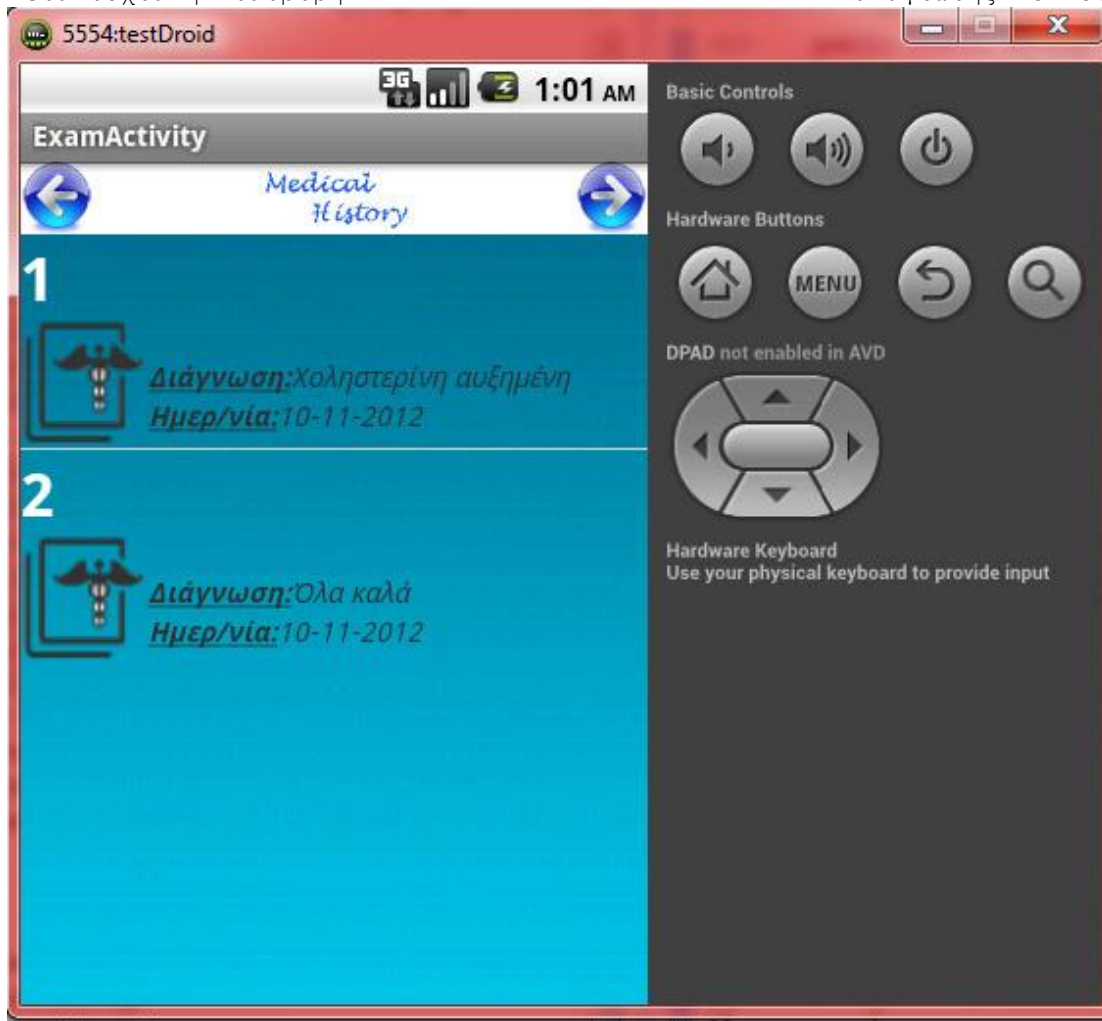 5554:testDroid
3G 1:01 AM
ExamActivity
Medical
History
1
Διάγνωση:Χοληστερίνη αυξημένη
Ημερ/νία:10-11-2012
2
Διάγνωση:Όλα καλά
Ημερ/νία:10-11-2012
Basic Controls
Hardware Buttons
MENU
DPAD not enabled in AVD
Hardware Keyboard
Use your physical keyboard to provide input